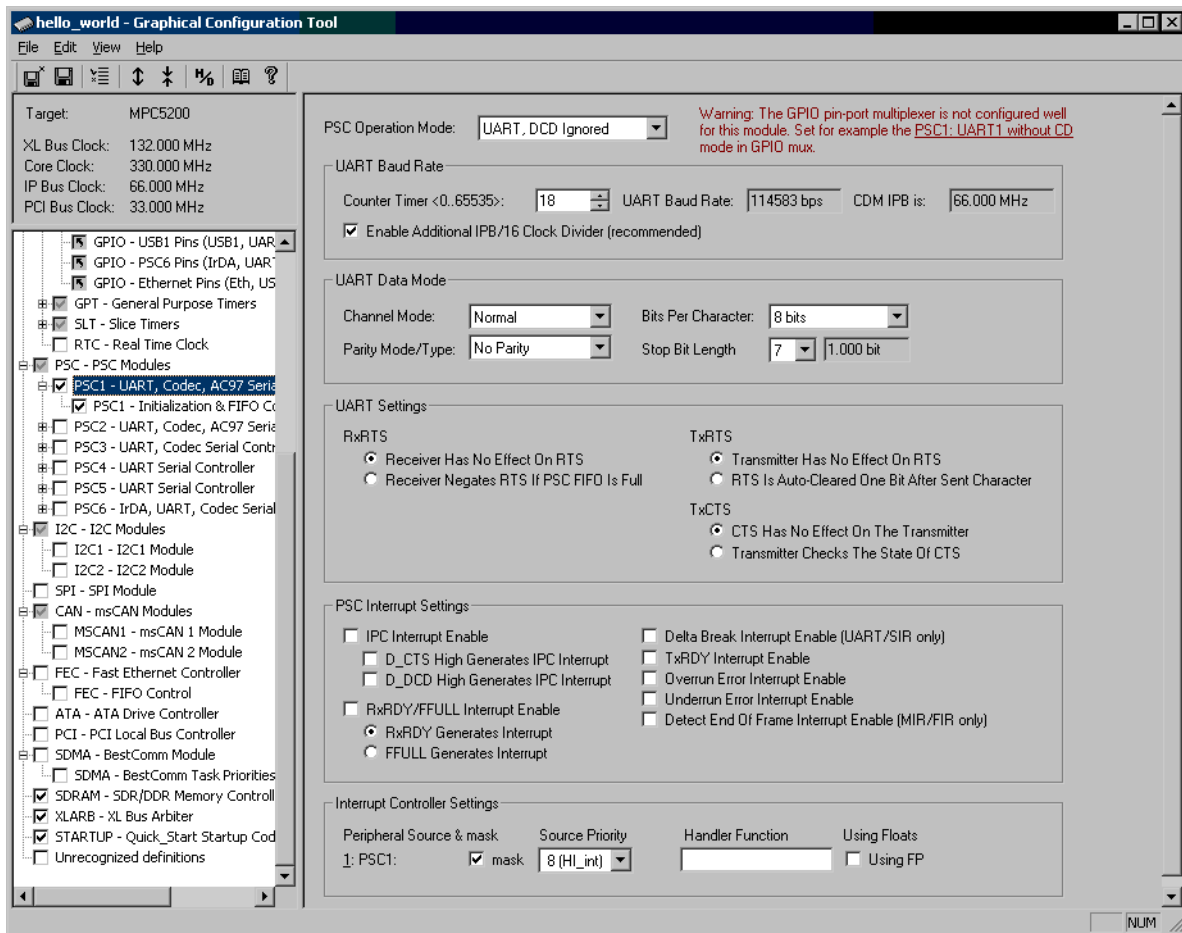 hello_world - Graphical Configuration Tool
File Edit View Help
H/D
Target: MPC5200
XL Bus Clock: 132.000 MHz
Core Clock: 330.000 MHz
IP Bus Clock: 66.000 MHz
PCI Bus Clock: 33.000 MHz
GPIO - USB1 Pins (USB1, UAR
GPIO - PSC6 Pins (IrDA, UAR
GPIO - Ethernet Pins (Eth, US
GPT - General Purpose Timers
SLT - Slice Timers
RTC - Real Time Clock
PSC - PSC Modules
PSC1 - UART, Codec, AC97 Seria
PSC1 - Initialization & FIFO Co
PSC2 - UART, Codec, AC97 Seria
PSC3 - UART, Codec Serial Contr
PSC4 - UART Serial Controller
PSC5 - UART Serial Controller
PSC6 - IrDA, UART, Codec Serial
I2C - I2C Modules
I2C1 - I2C1 Module
I2C2 - I2C2 Module
SPI - SPI Module
CAN - msCAN Modules
MSCAN1 - msCAN 1 Module
MSCAN2 - msCAN 2 Module
FEC - Fast Ethernet Controller
FEC - FIFO Control
ATA - ATA Drive Controller
PCI - PCI Local Bus Controller
SDMA - BestComm Module
SDMA - BestComm Task Priorities
SDRAM - SDR/DDR Memory Controll
XLARB - XL Bus Arbiter
STARTUP - Quick_Start Startup Cod
Unrecognized definitions
PSC Operation Mode: UART, DCD Ignored
Warning: The GPIO pin-port multiplexer is not configured well
for this module. Set for example the PSC1: UART1 without CD
mode in GPIO mux.
UART Baud Rate
Counter Timer <0..65535>: 18 UART Baud Rate: 114583 bps CDM IPB is: 66.000 MHz
Enable Additional IPB/16 Clock Divider (recommended)
UART Data Mode
Channel Mode: Normal Bits Per Character: 8 bits
Parity Mode/Type: No Parity Stop Bit Length 7 1.000 bit
UART Settings
RxRTS
Receiver Has No Effect On RTS
Receiver Negates RTS If PSC FIFO Is Full
TxRTS
Transmitter Has No Effect On RTS
RTS Is Auto-Cleared One Bit After Sent Character
TxCTS
CTS Has No Effect On The Transmitter
Transmitter Checks The State Of CTS
PSC Interrupt Settings
IPC Interrupt Enable
D_CTS High Generates IPC Interrupt
D_DCD High Generates IPC Interrupt
RxRDY/FFULL Interrupt Enable
RxRDY Generates Interrupt
FFULL Generates Interrupt
Delta Break Interrupt Enable (UART/SIR only)
TxRDY Interrupt Enable
Overrun Error Interrupt Enable
Underrun Error Interrupt Enable
Detect End Of Frame Interrupt Enable (MIR/FIR only)
Interrupt Controller Settings
Peripheral Source & mask Source Priority Handler Function Using Floats
1: PSC1: mask 8 (HI_int) Using FP
NUM